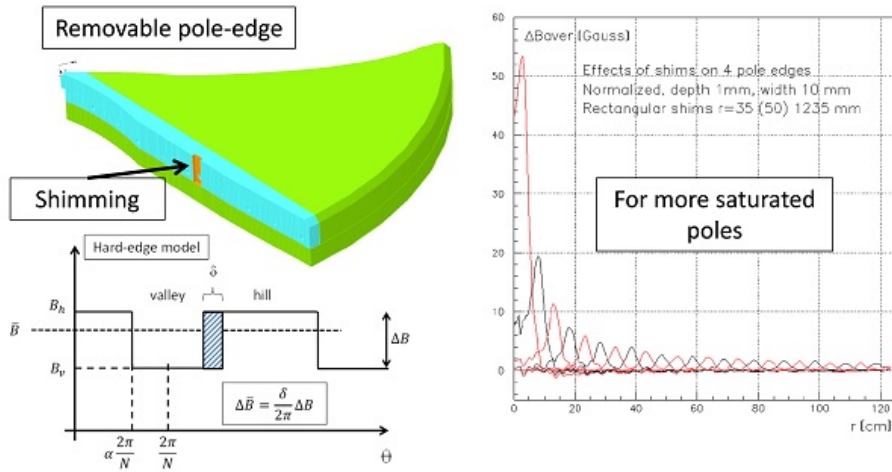 Removable pole-edge
Shimming
Hard-edge model
δ
valley
hill
B_h
B̄
B_v
ΔB
ΔB̄ = δ/2π ΔB
α 2π/N
2π/N
Θ
ΔBaver (Gauss)
Effects of shims on 4 pole edges
Normalized, depth 1mm, width 10 mm
Rectangular shims r=35 (50) 1235 mm
For more saturated
poles
60
50
40
30
20
10
0
0 20 40 60 80 100 120
r [cm]